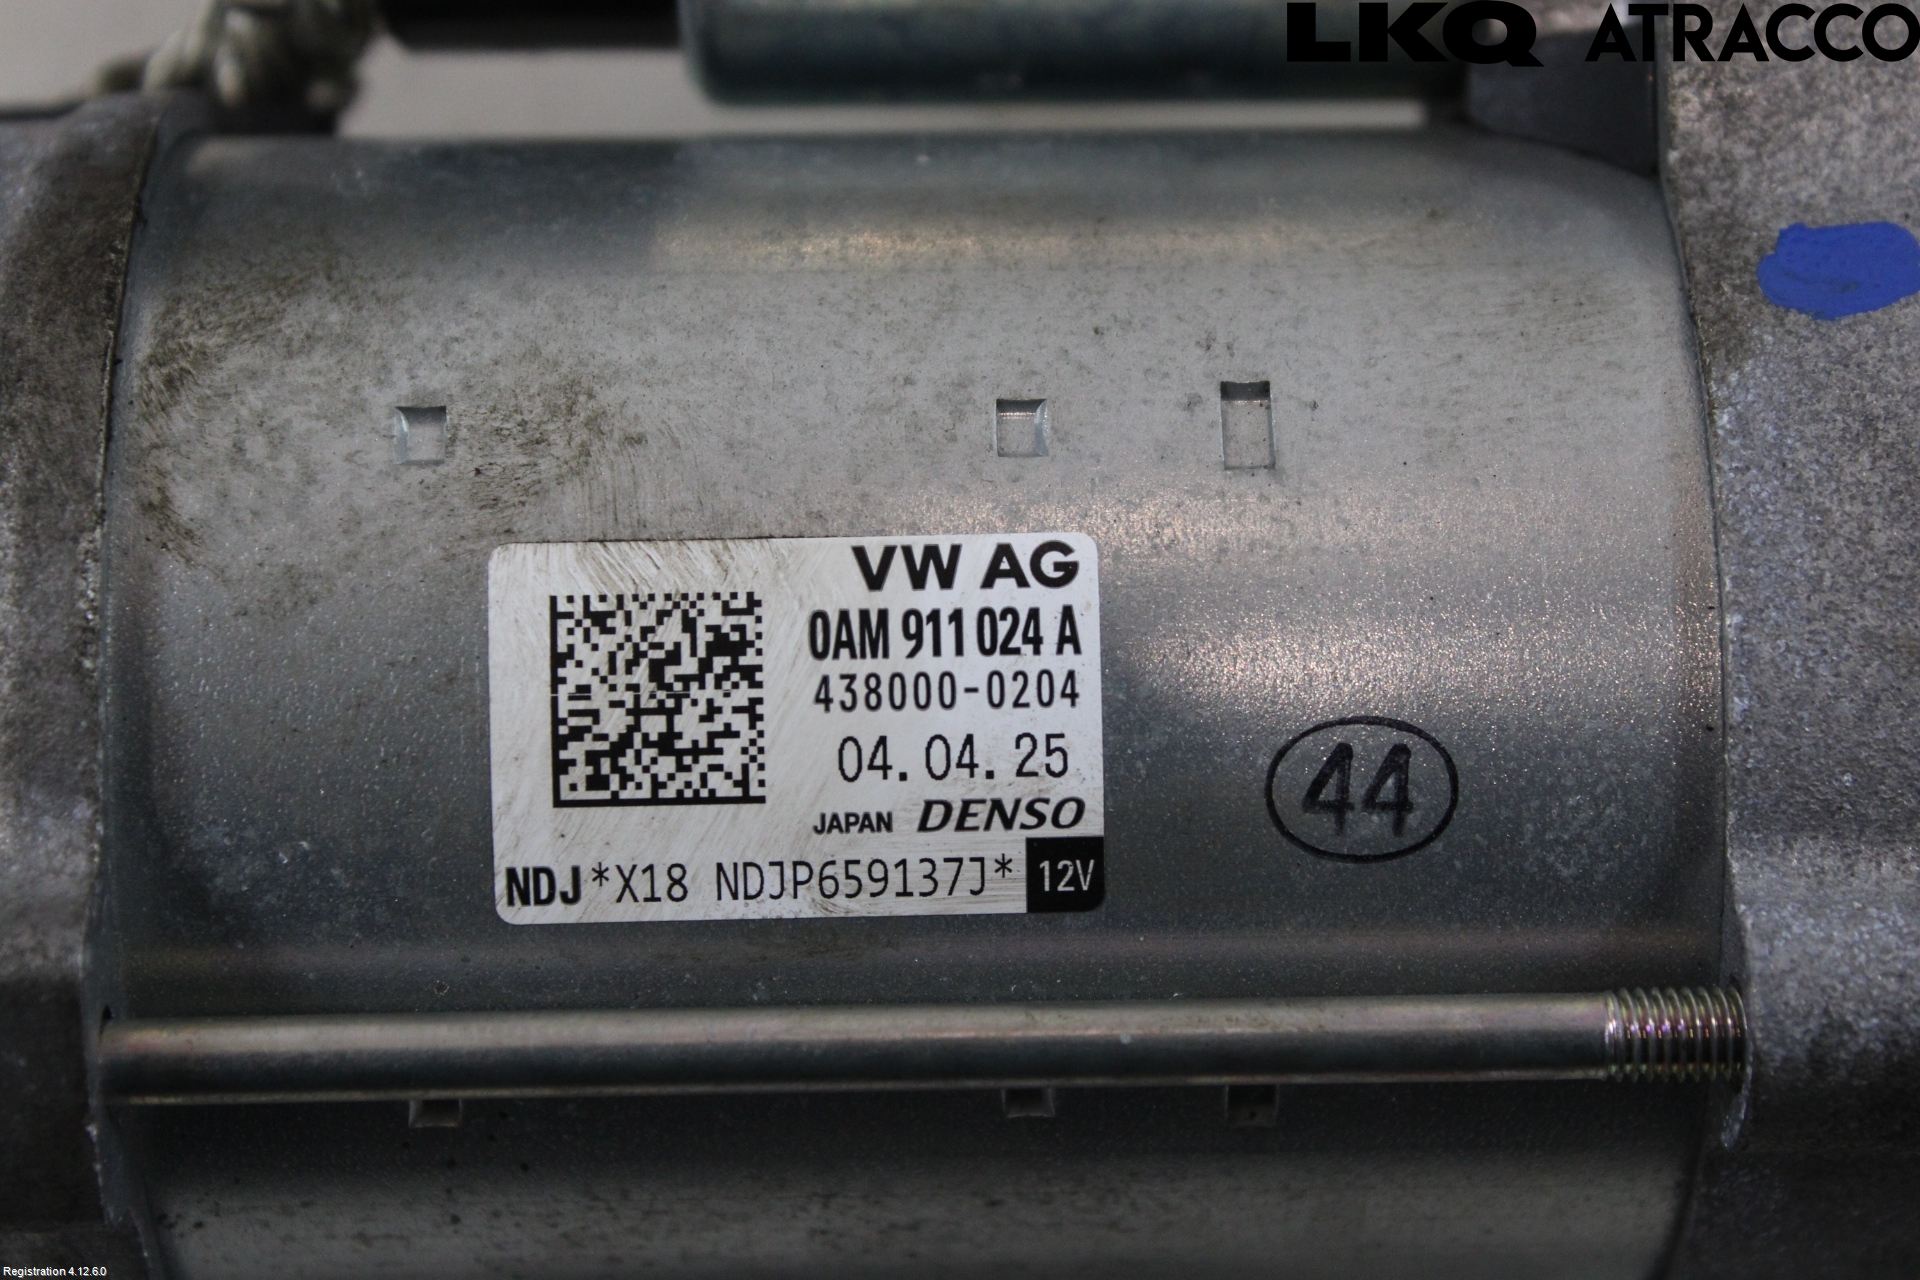 LKQ ATRACCO
VW AG
0AM 911 024 A
438000-0204
04. 04. 25
JAPAN DENSO
NDJ *X18 NDJP659137J* 12V
44
Registration 4.12.6.0